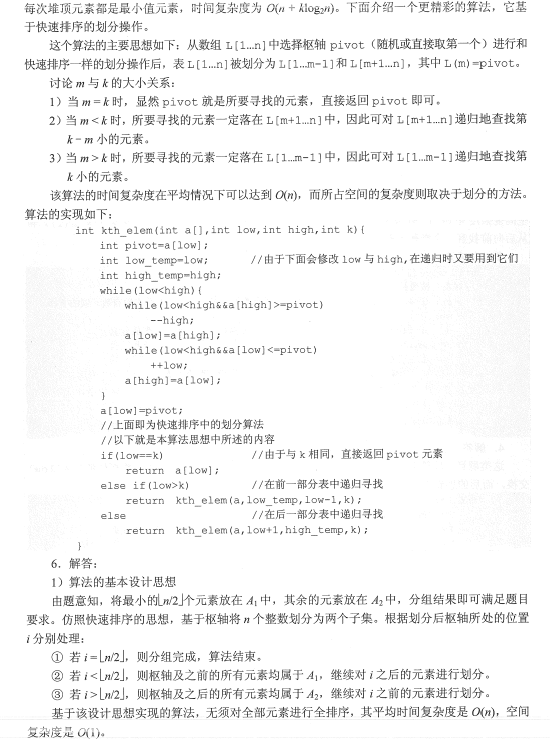 每次堆顶元素都是最小值元素，时间复杂度为 O(n + klog₂n)。下面介绍一个更精彩的算法，它基
于快速排序的划分操作。
这个算法的主要思想如下：从数组 L[1…n]中选择枢轴 pivot（随机或直接取第一个）进行和
快速排序一样的划分操作后，表 L[1…n]被划分为 L[1…m-1]和 L[m+1…n]，其中 L(m)=pivot。
讨论 m 与 k 的大小关系：
1）当 m = k 时，显然 pivot 就是所要寻找的元素，直接返回 pivot 即可。
2）当 m < k 时，所要寻找的元素一定落在 L[m+1…n]中，因此可对 L[m+1…n]递归地查找第
k − m 小的元素。
3）当 m > k 时，所要寻找的元素一定落在 L[1…m-1]中，因此可对 L[1…m-1]递归地查找第
k 小的元素。
该算法的时间复杂度在平均情况下可以达到 O(n)，而所占空间的复杂度则取决于划分的方法。
算法的实现如下：
int kth_elem(int a[],int low,int high,int k){
int pivot=a[low];
int low_temp=low; //由于下面会修改 low 与 high,在递归时又要用到它们
int high_temp=high;
while(low<high){
while(low<high&&a[high]>=pivot)
--high;
a[low]=a[high];
while(low<high&&a[low]<=pivot)
++low;
a[high]=a[low];
}
a[low]=pivot;
//上面即为快速排序中的划分算法
//以下就是本算法思想中所述的内容
if(low==k) //由于与 k 相同，直接返回 pivot 元素
return a[low];
else if(low>k) //在前一部分表中递归寻找
return kth_elem(a,low_temp,low-1,k);
else //在后一部分表中递归寻找
return kth_elem(a,low+1,high_temp,k);
}
6．解答：
1）算法的基本设计思想
由题意知，将最小的⌊n/2⌋个元素放在 A₁ 中，其余的元素放在 A₂ 中，分组结果即可满足题目
要求。仿照快速排序的思想，基于枢轴将 n 个整数划分为两个子集。根据划分后枢轴所处的位置
i 分别处理：
① 若 i = ⌊n/2⌋，则分组完成，算法结束。
② 若 i < ⌊n/2⌋，则枢轴及之前的所有元素均属于 A₁，继续对 i 之后的元素进行划分。
③ 若 i > ⌊n/2⌋，则枢轴及之后的所有元素均属于 A₂，继续对 i 之前的元素进行划分。
基于该设计思想实现的算法，无须对全部元素进行全排序，其平均时间复杂度是 O(n)，空间
复杂度是 O(1)。